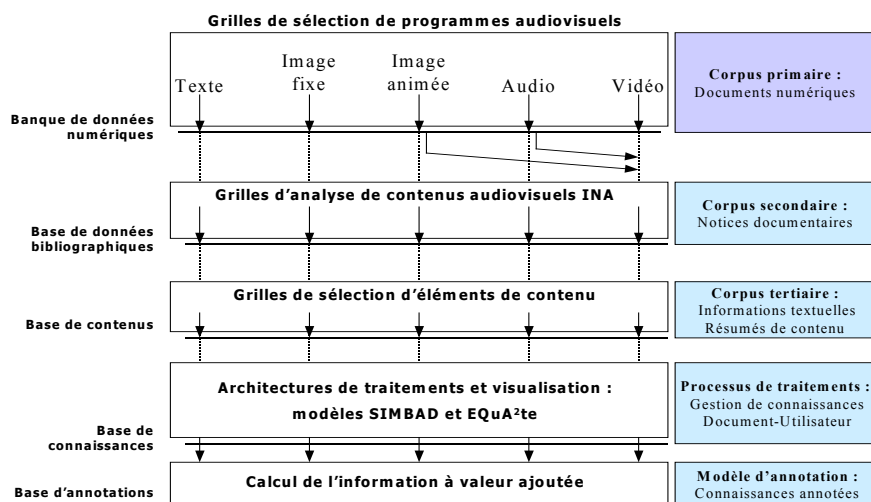 Grilles de sélection de programmes audiovisuels
Texte
Image
fixe
Image
animée
Audio
Vidéo
Corpus primaire :
Documents numériques
Banque de données
numériques
Grilles d'analyse de contenus audiovisuels INA
Corpus secondaire :
Notices documentaires
Base de données
bibliographiques
Grilles de sélection d'éléments de contenu
Corpus tertiaire :
Informations textuelles
Résumés de contenu
Base de contenus
Architectures de traitements et visualisation :
modèles SIMBAD et EQuA²te
Processus de traitements :
Gestion de connaissances
Document-Utilisateur
Base de
connaissances
Calcul de l'information à valeur ajoutée
Modèle d'annotation :
Connaissances annotées
Base d'annotations